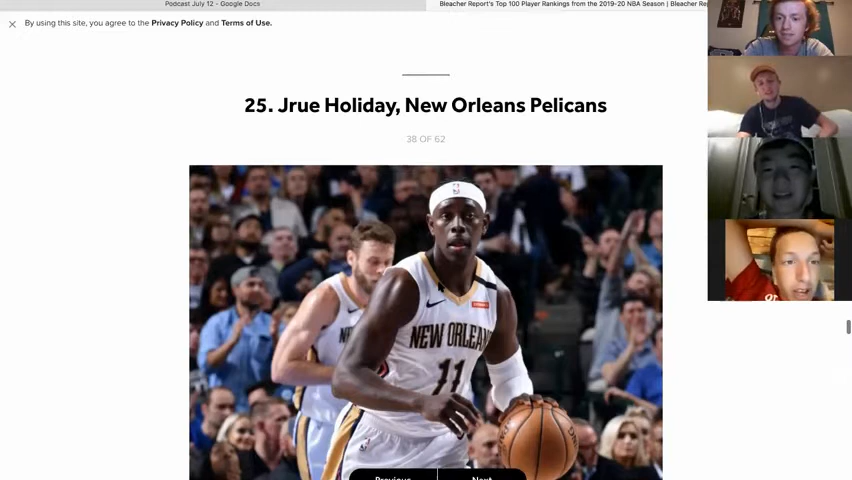 Podcast July 12 - Google Docs
Bleacher Report's Top 100 Player Rankings from the 2019-20 NBA Season | Bleacher Rep
By using this site, you agree to the Privacy Policy and Terms of Use.
25. Jrue Holiday, New Orleans Pelicans
38 OF 62
NEW ORLEAN
11
Previous
Next